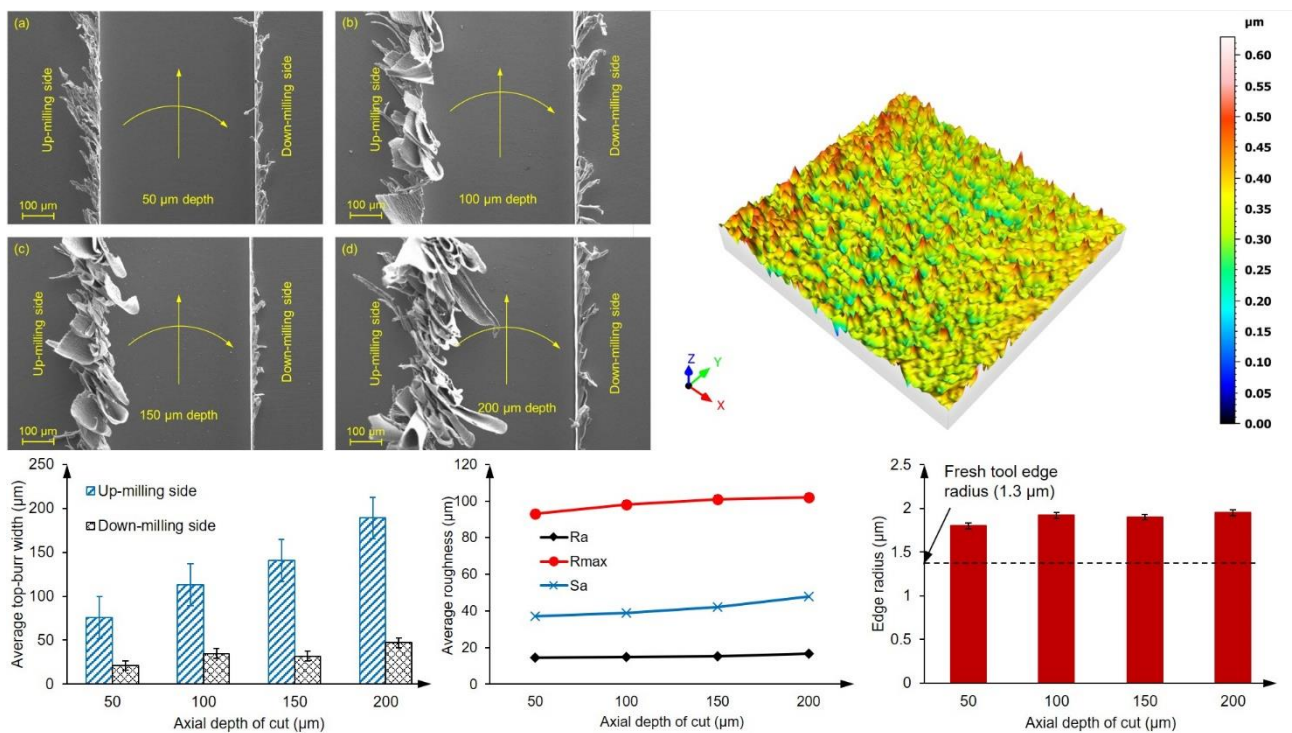 (a)
Up-milling side
Down-milling side
50 µm depth
100 µm
(b)
Up-milling side
Down-milling side
100 µm depth
100 µm
(c)
Up-milling side
Down-milling side
150 µm depth
100 µm
(d)
Up-milling side
Down-milling side
200 µm depth
100 µm
Z
Y
X
µm
0.60
0.55
0.50
0.45
0.40
0.35
0.30
0.25
0.20
0.15
0.10
0.05
0.00
Average top-burr width (µm)
250
200
150
100
50
0
Up-milling side
Down-milling side
50 100 150 200
Axial depth of cut (µm)
Average roughness (µm)
120
100
80
60
40
20
0
Ra
Rmax
Sa
50 100 150 200
Axial depth of cut (µm)
Edge radius (µm)
2.5
2
1.5
1
0.5
0
Fresh tool edge
radius (1.3 µm)
50 100 150 200
Axial depth of cut (µm)